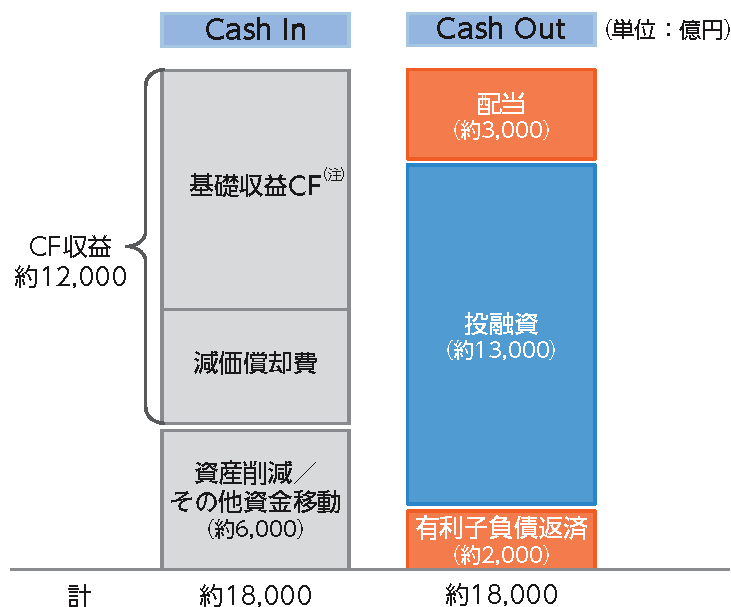 Cash In
Cash Out
(単位：億円)
CF収益
約12,000
基礎収益CF(注)
減価償却費
資産削減／
その他資金移動
(約6,000)
配当
(約3,000)
投融資
(約13,000)
有利子負債返済
(約2,000)
計
約18,000
約18,000